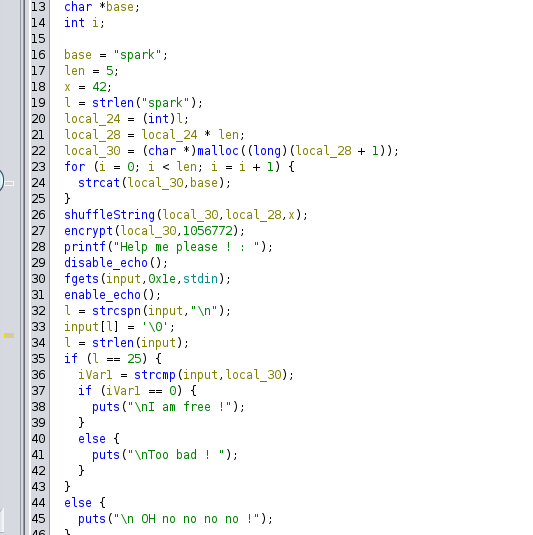 13 char *base;
14 int i;
15
16 base = "spark";
17 len = 5;
18 x = 42;
19 l = strlen("spark");
20 local_24 = (int)l;
21 local_28 = local_24 * len;
22 local_30 = (char *)malloc((long)(local_28 + 1));
23 for (i = 0; i < len; i = i + 1) {
24 strcat(local_30,base);
25 }
26 shuffleString(local_30,local_28,x);
27 encrypt(local_30,1056772);
28 printf("Help me please ! : ");
29 disable_echo();
30 fgets(input,0x1e,stdin);
31 enable_echo();
32 l = strcspn(input,"\n");
33 input[l] = '\0';
34 l = strlen(input);
35 if (l == 25) {
36 iVar1 = strcmp(input,local_30);
37 if (iVar1 == 0) {
38 puts("\nI am free !");
39 }
40 else {
41 puts("\nToo bad ! ");
42 }
43 }
44 else {
45 puts("\n OH no no no no !");
46 }